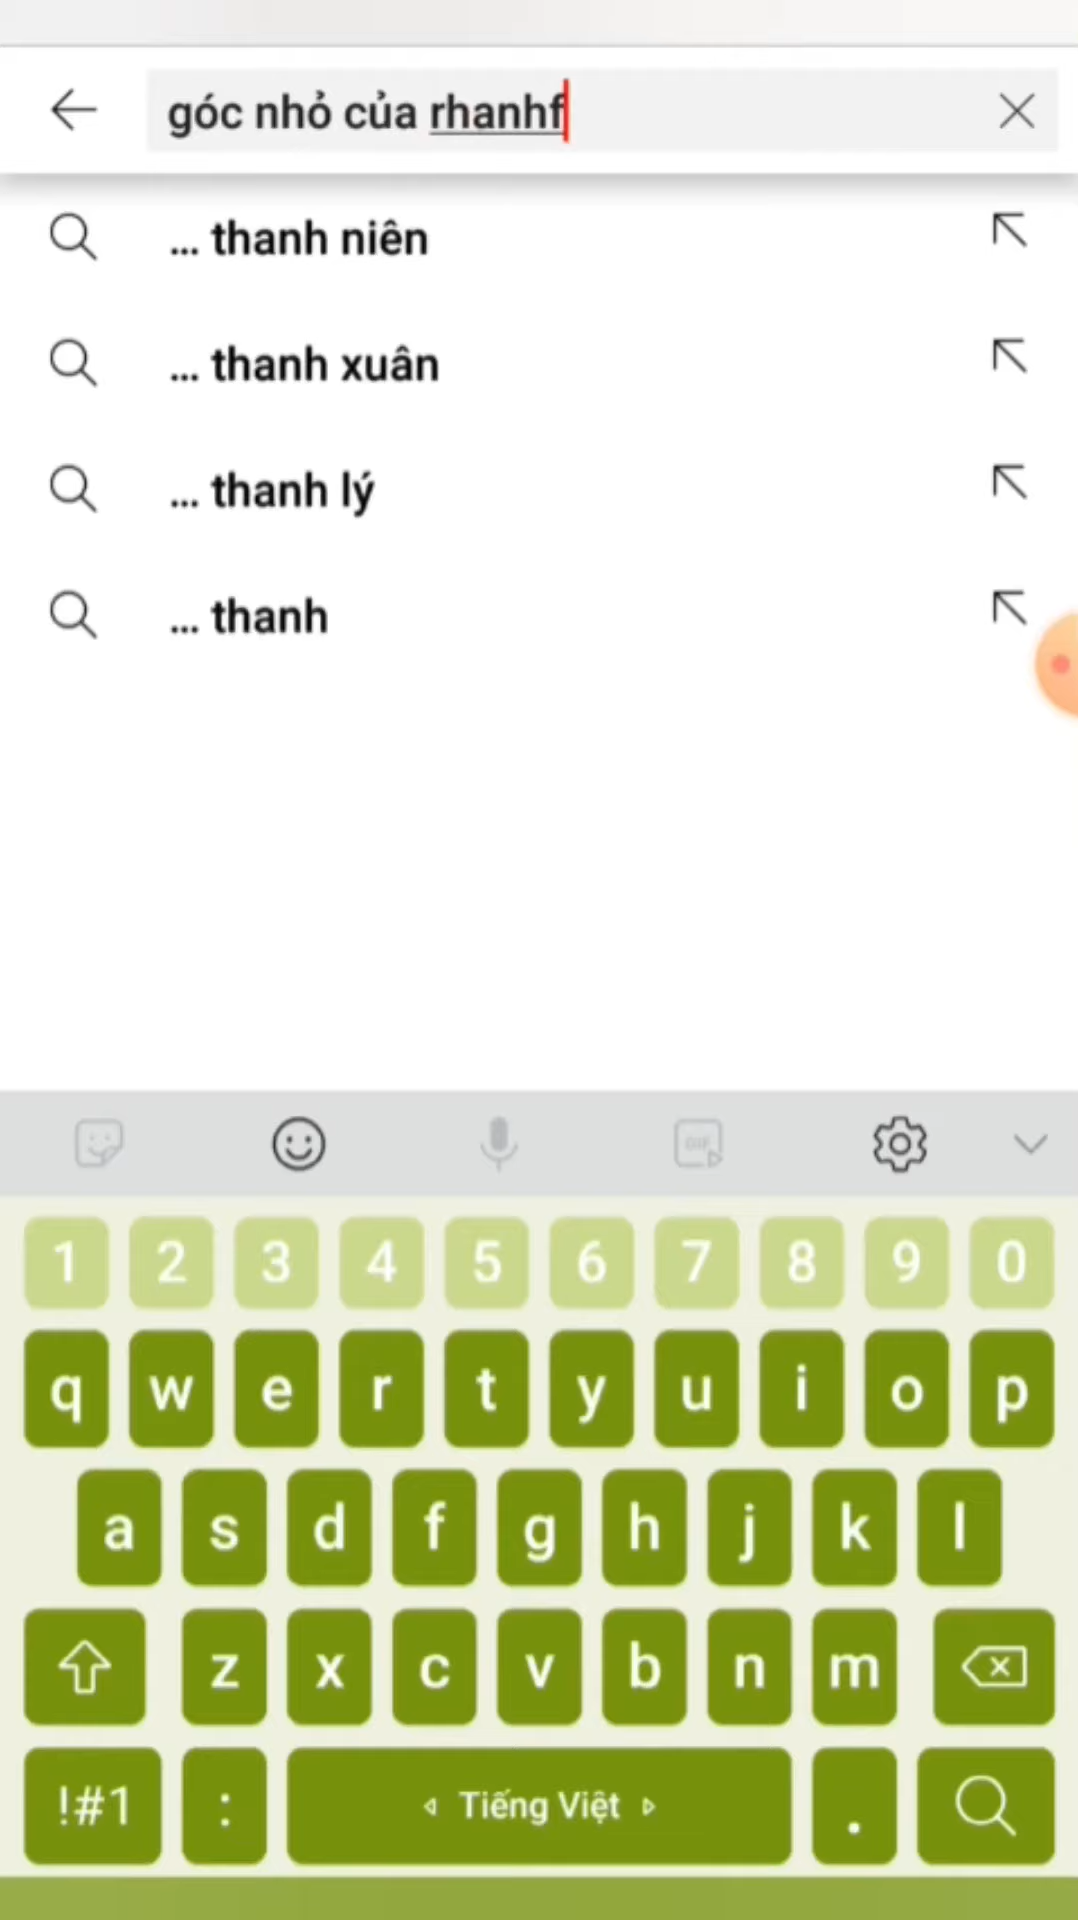 góc nhỏ của rhanhf
... thanh niên
... thanh xuân
... thanh lý
... thanh
GIF
1 2 3 4 5 6 7 8 9 0
q w e r t y u i o p
a s d f g h j k l
z x c v b n m
!#1 : Tiếng Việt .